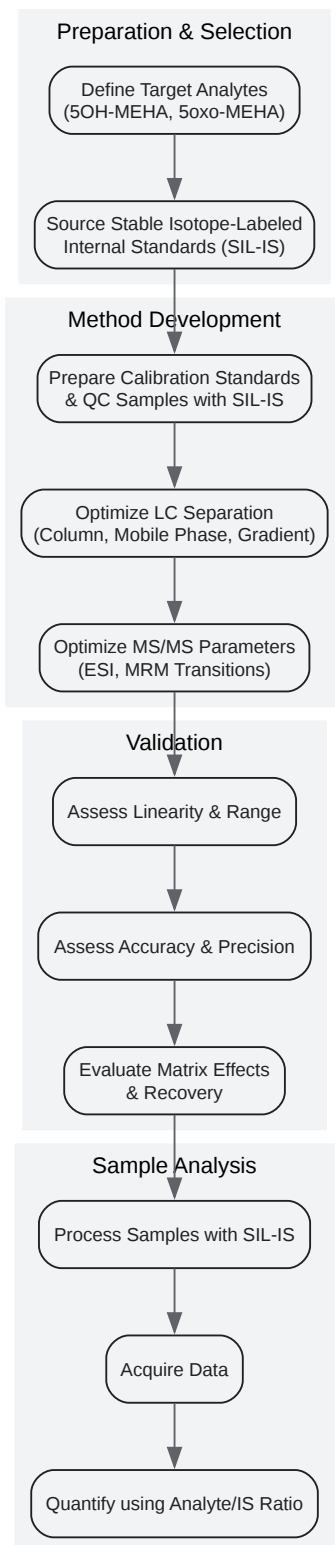 Preparation & Selection
Define Target Analytes
(5OH-MEHA, 5oxo-MEHA)
Source Stable Isotope-Labeled
Internal Standards (SIL-IS)
Method Development
Prepare Calibration Standards
& QC Samples with SIL-IS
Optimize LC Separation
(Column, Mobile Phase, Gradient)
Optimize MS/MS Parameters
(ESI, MRM Transitions)
Validation
Assess Linearity & Range
Assess Accuracy & Precision
Evaluate Matrix Effects
& Recovery
Sample Analysis
Process Samples with SIL-IS
Acquire Data
Quantify using Analyte/IS Ratio